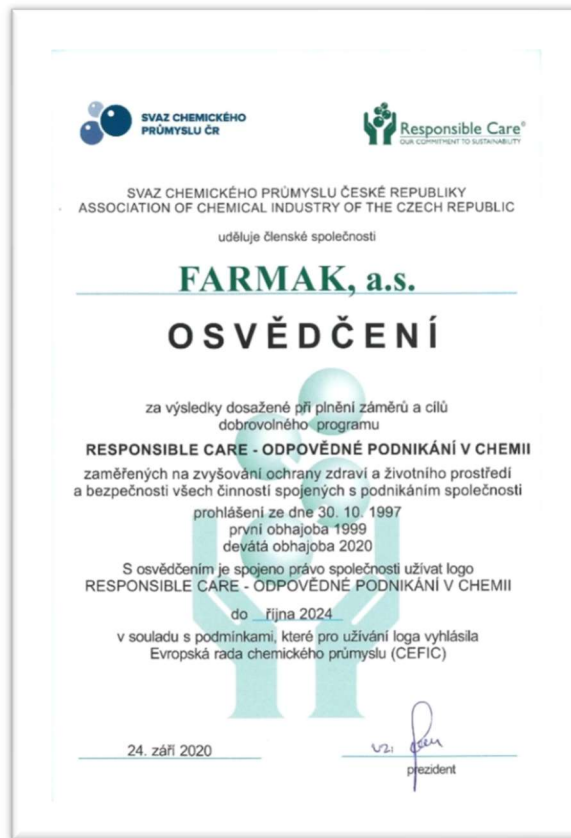 SVAZ CHEMICKÉHO
PRŮMYSLU ČR
Responsible Care®
OUR COMMITMENT TO SUSTAINABILITY
SVAZ CHEMICKÉHO PRŮMYSLU ČESKÉ REPUBLIKY
ASSOCIATION OF CHEMICAL INDUSTRY OF THE CZECH REPUBLIC
uděluje členské společnosti
FARMAK, a.s.
OSVĚDČENÍ
za výsledky dosažené při plnění záměrů a cílů
dobrovolného programu
RESPONSIBLE CARE - ODPOVĚDNÉ PODNIKÁNÍ V CHEMII
zaměřených na zvyšování ochrany zdraví a životního prostředí
a bezpečnosti všech činností spojených s podnikáním společnosti
prohlášení ze dne 30. 10. 1997
první obhajoba 1999
devátá obhajoba 2020
S osvědčením je spojeno právo společnosti užívat logo
RESPONSIBLE CARE - ODPOVĚDNÉ PODNIKÁNÍ V CHEMII
do října 2024
v souladu s podmínkami, které pro užívání loga vyhlásila
Evropská rada chemického průmyslu (CEFIC)
24. září 2020
prezident